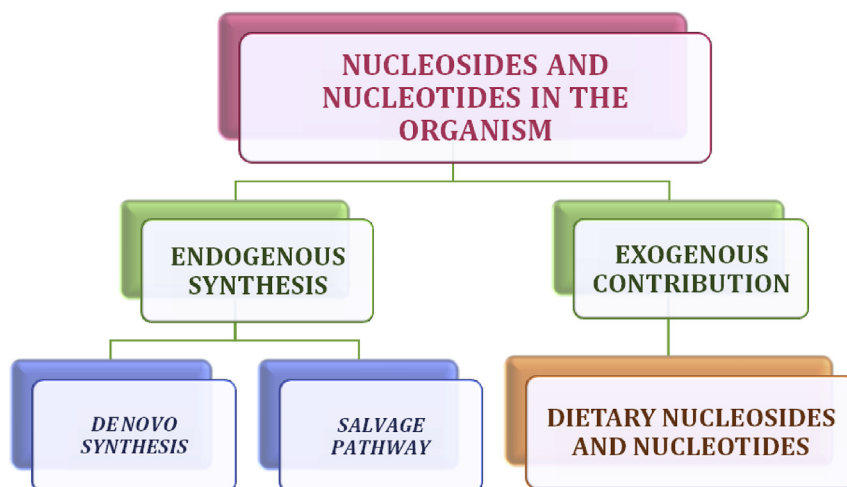 NUCLEOSIDES AND
NUCLEOTIDES IN THE
ORGANISM
ENDOGENOUS
SYNTHESIS
EXOGENOUS
CONTRIBUTION
DE NOVO
SYNTHESIS
SALVAGE
PATHWAY
DIETARY NUCLEOSIDES
AND NUCLEOTIDES